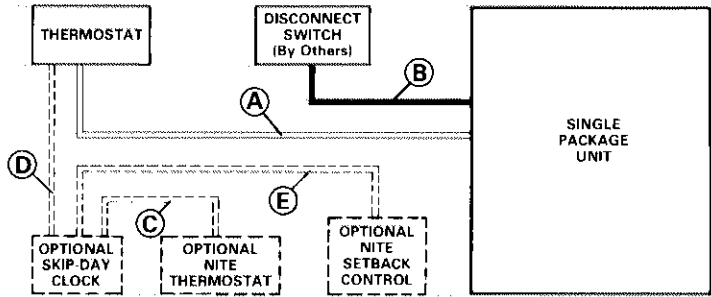 THERMOSTAT
DISCONNECT
SWITCH
(By Others)
B
A
SINGLE
PACKAGE
UNIT
D
E
C
OPTIONAL
SKIP-DAY
CLOCK
OPTIONAL
NITE
THERMOSTAT
OPTIONAL
NITE
SETBACK
CONTROL